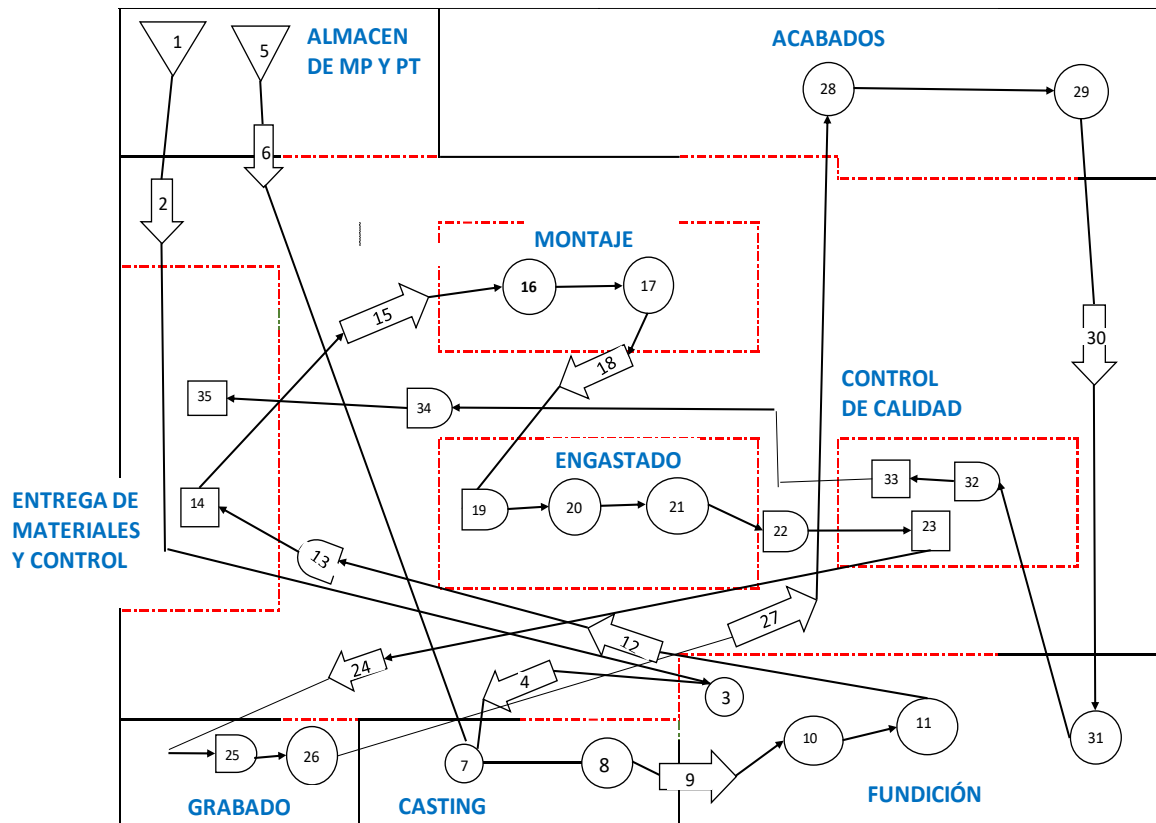 1
5
ALMACEN
DE MP Y PT
ACABADOS
28
29
6
2
MONTAJE
16
17
15
18
30
35
34
CONTROL
DE CALIDAD
ENGASTADO
33
32
ENTREGA DE
MATERIALES
Y CONTROL
14
19
20
21
22
23
13
27
12
24
4
3
11
25
26
7
8
9
10
31
GRABADO
CASTING
FUNDICIÓN